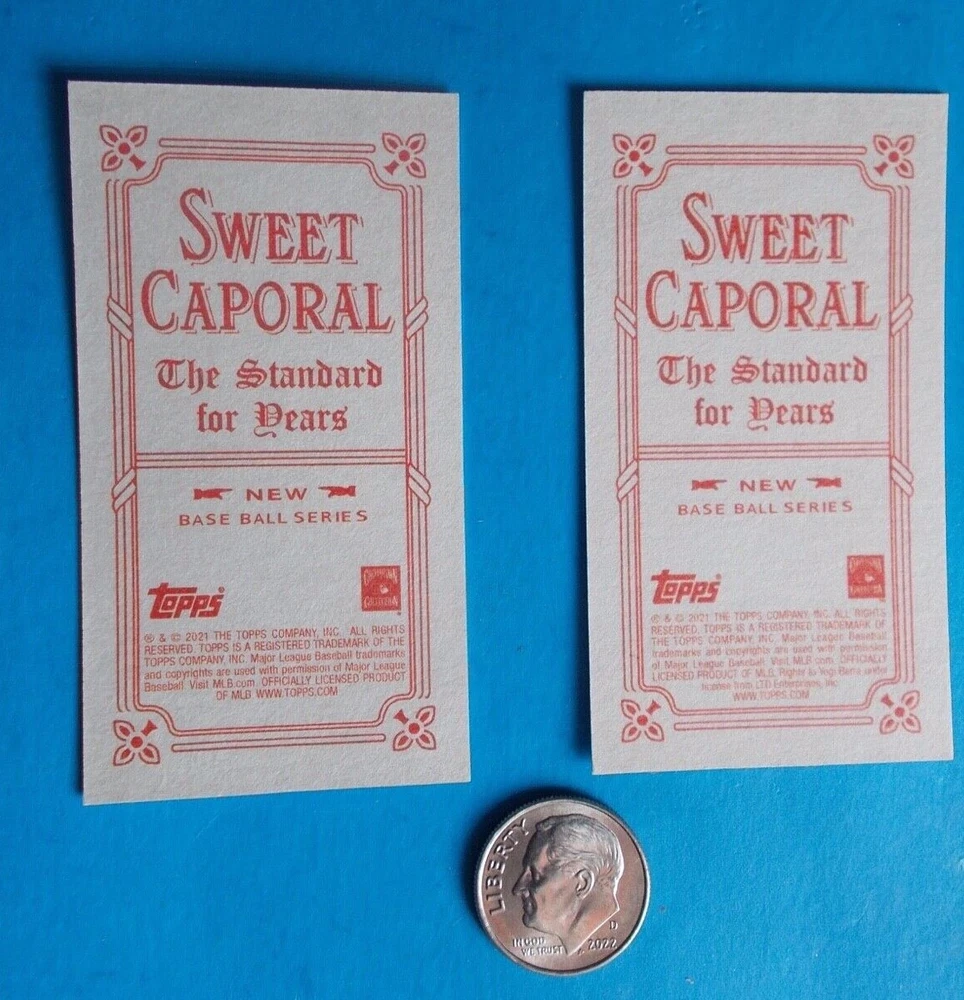 SWEET
CAPORAL
The Standard
for Years
NEW
BASE BALL SERIES
topps®
® & © 2021 THE TOPPS COMPANY, INC. ALL RIGHTS
RESERVED. TOPPS IS A REGISTERED TRADEMARK OF THE
TOPPS COMPANY, INC. Major League Baseball trademarks
and copyrights are used with permission of Major League
Baseball. Visit MLB.com. OFFICIALLY LICENSED PRODUCT
OF MLB WWW.TOPPS.COM
SWEET
CAPORAL
The Standard
for Years
NEW
BASE BALL SERIES
topps®
® & © 2021 THE TOPPS COMPANY, INC. ALL RIGHTS
RESERVED. TOPPS IS A REGISTERED TRADEMARK OF
THE TOPPS COMPANY, INC. Major League Baseball
trademarks and copyrights are used with permission
of Major League Baseball. Visit MLB.com. OFFICIALLY
LICENSED PRODUCT OF MLB. Rights to Yogi Berra under
license from LTD Enterprises, Inc.
WWW.TOPPS.COM
LIBERTY
IN GOD
WE TRUST
D
2022